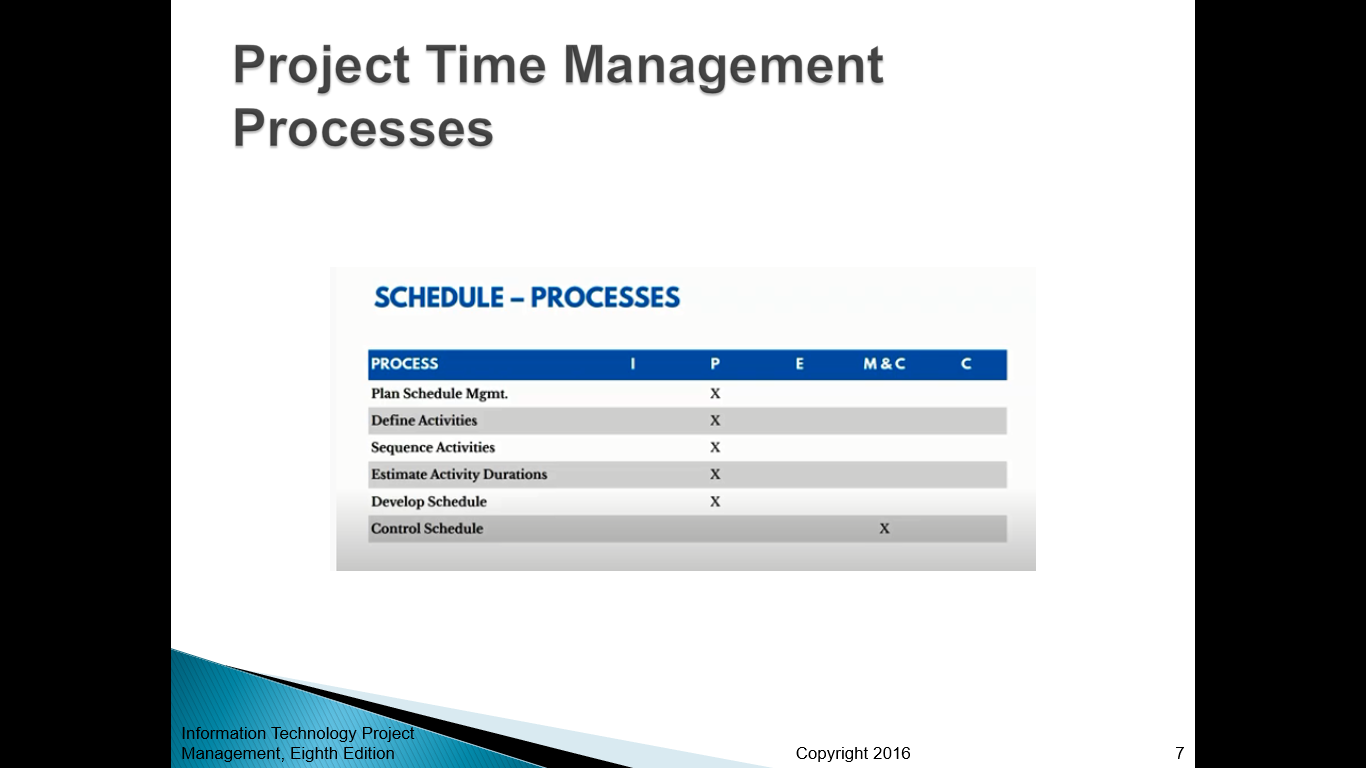 Project Time Management
Processes
SCHEDULE – PROCESSES
PROCESS I P E M & C C
Plan Schedule Mgmt. X
Define Activities X
Sequence Activities X
Estimate Activity Durations X
Develop Schedule X
Control Schedule X
Information Technology Project
Management, Eighth Edition
Copyright 2016
7